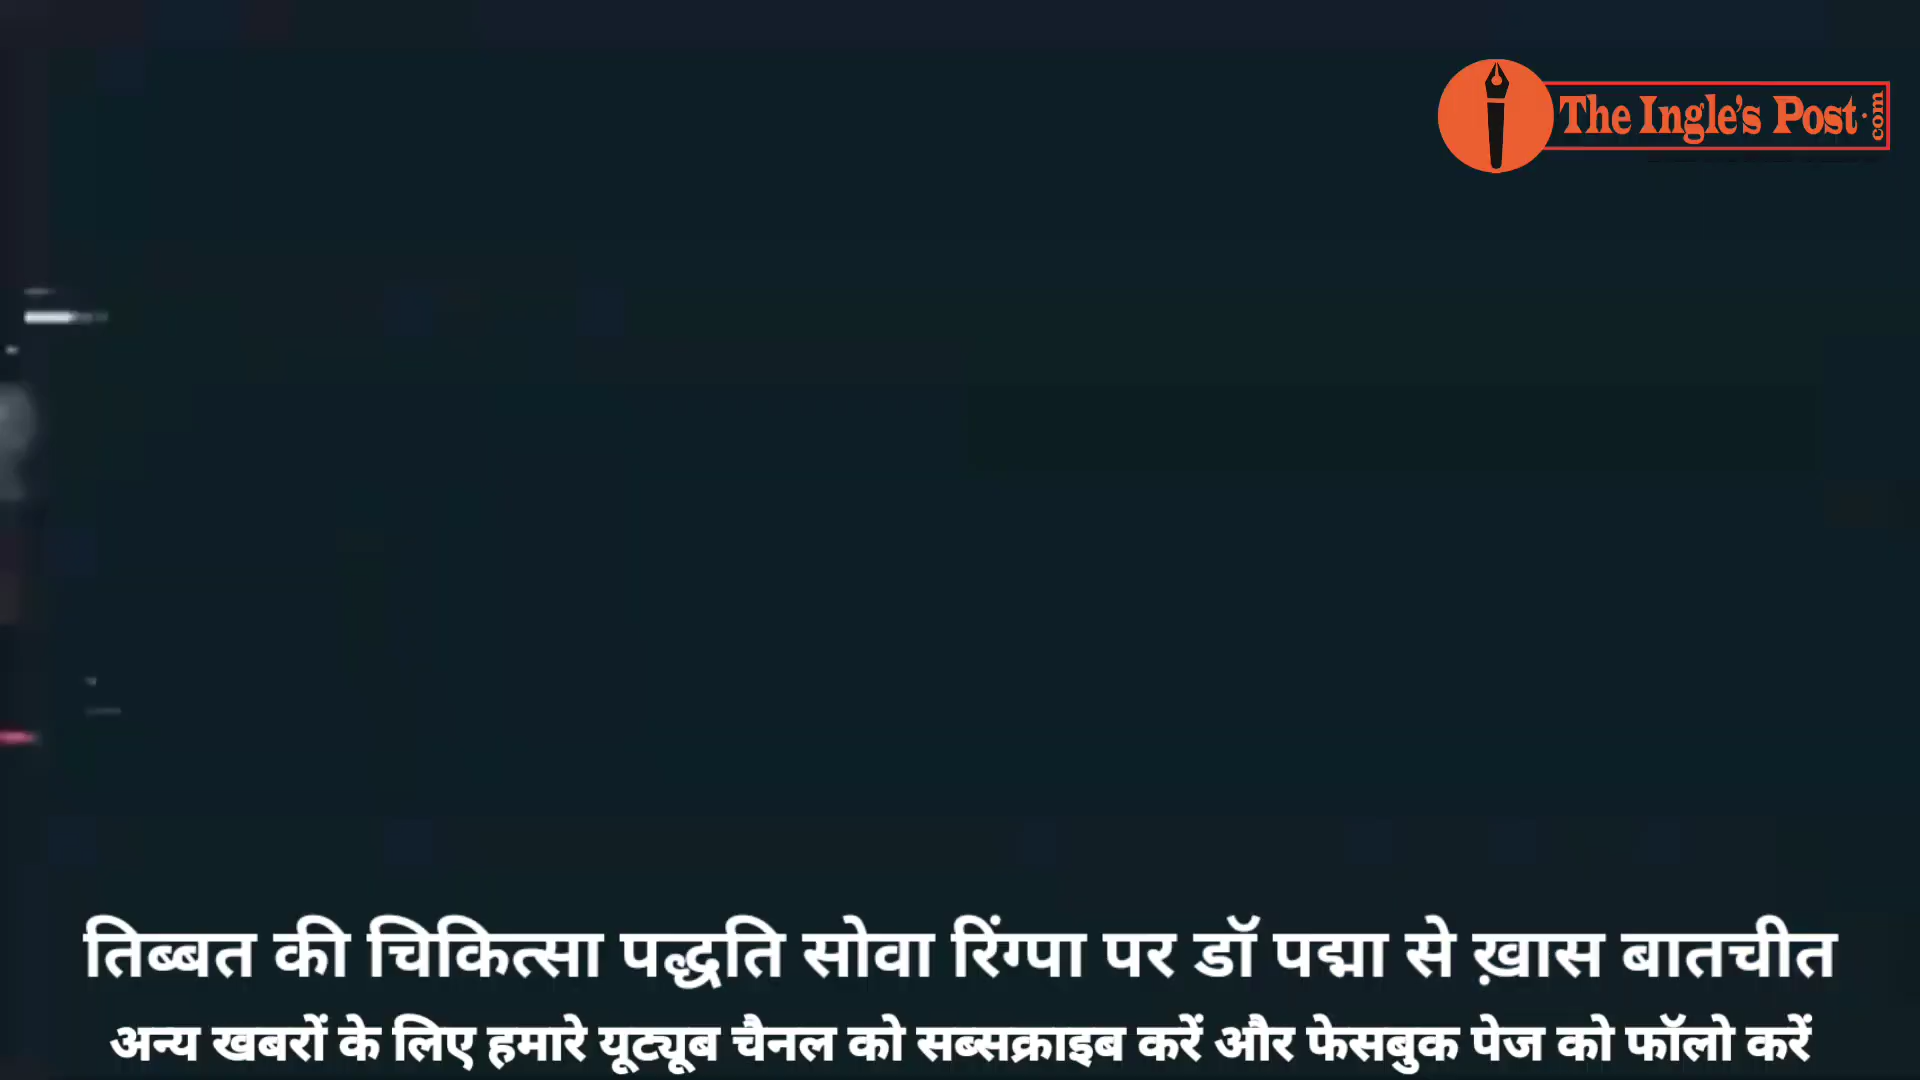 The Ingle's Post.com
तिब्बत की चिकित्सा पद्धति सोवा रिंग्पा पर डॉ पद्मा से ख़ास बातचीत
अन्य खबरों के लिए हमारे यूट्यूब चैनल को सब्सक्राइब करें और फेसबुक पेज को फॉलो करें